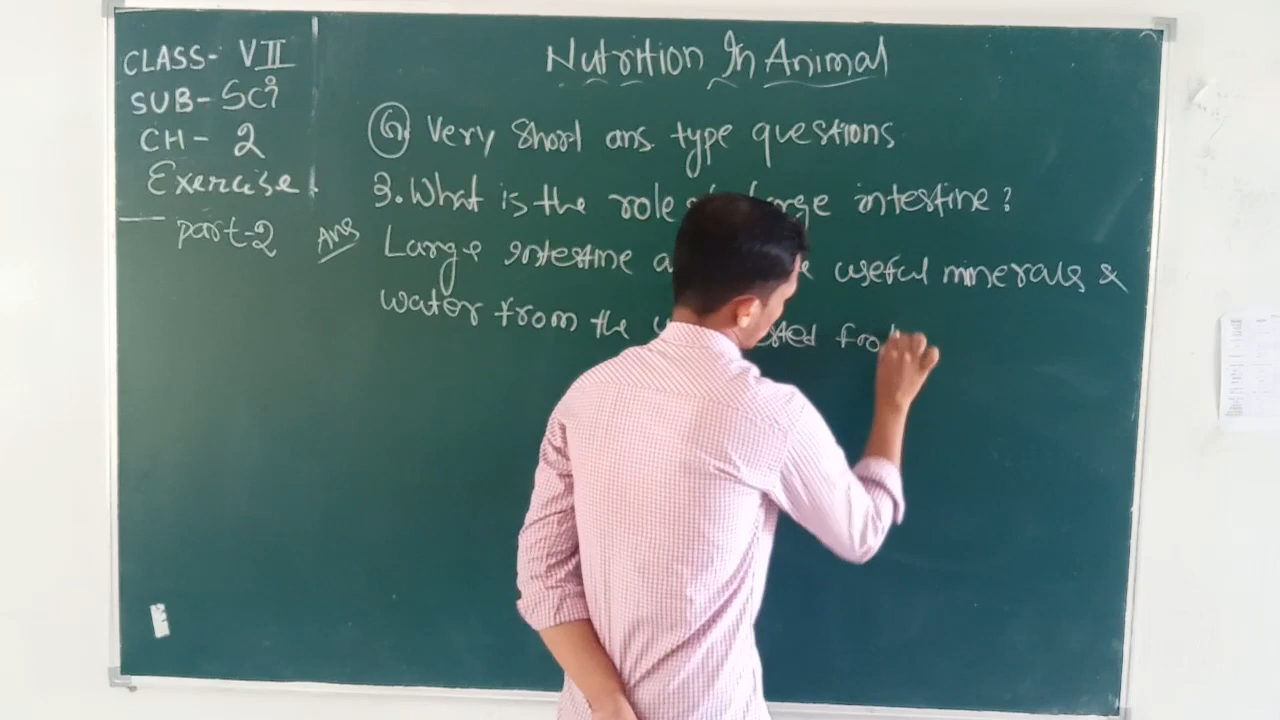 CLASS- VII
SUB- Sci
CH- 2
Exercise.
part-2
Nutrition In Animal
Very Short ans. type questions
3. What is the role large intestine?
Ans Large intestine useful minerals &
water from the